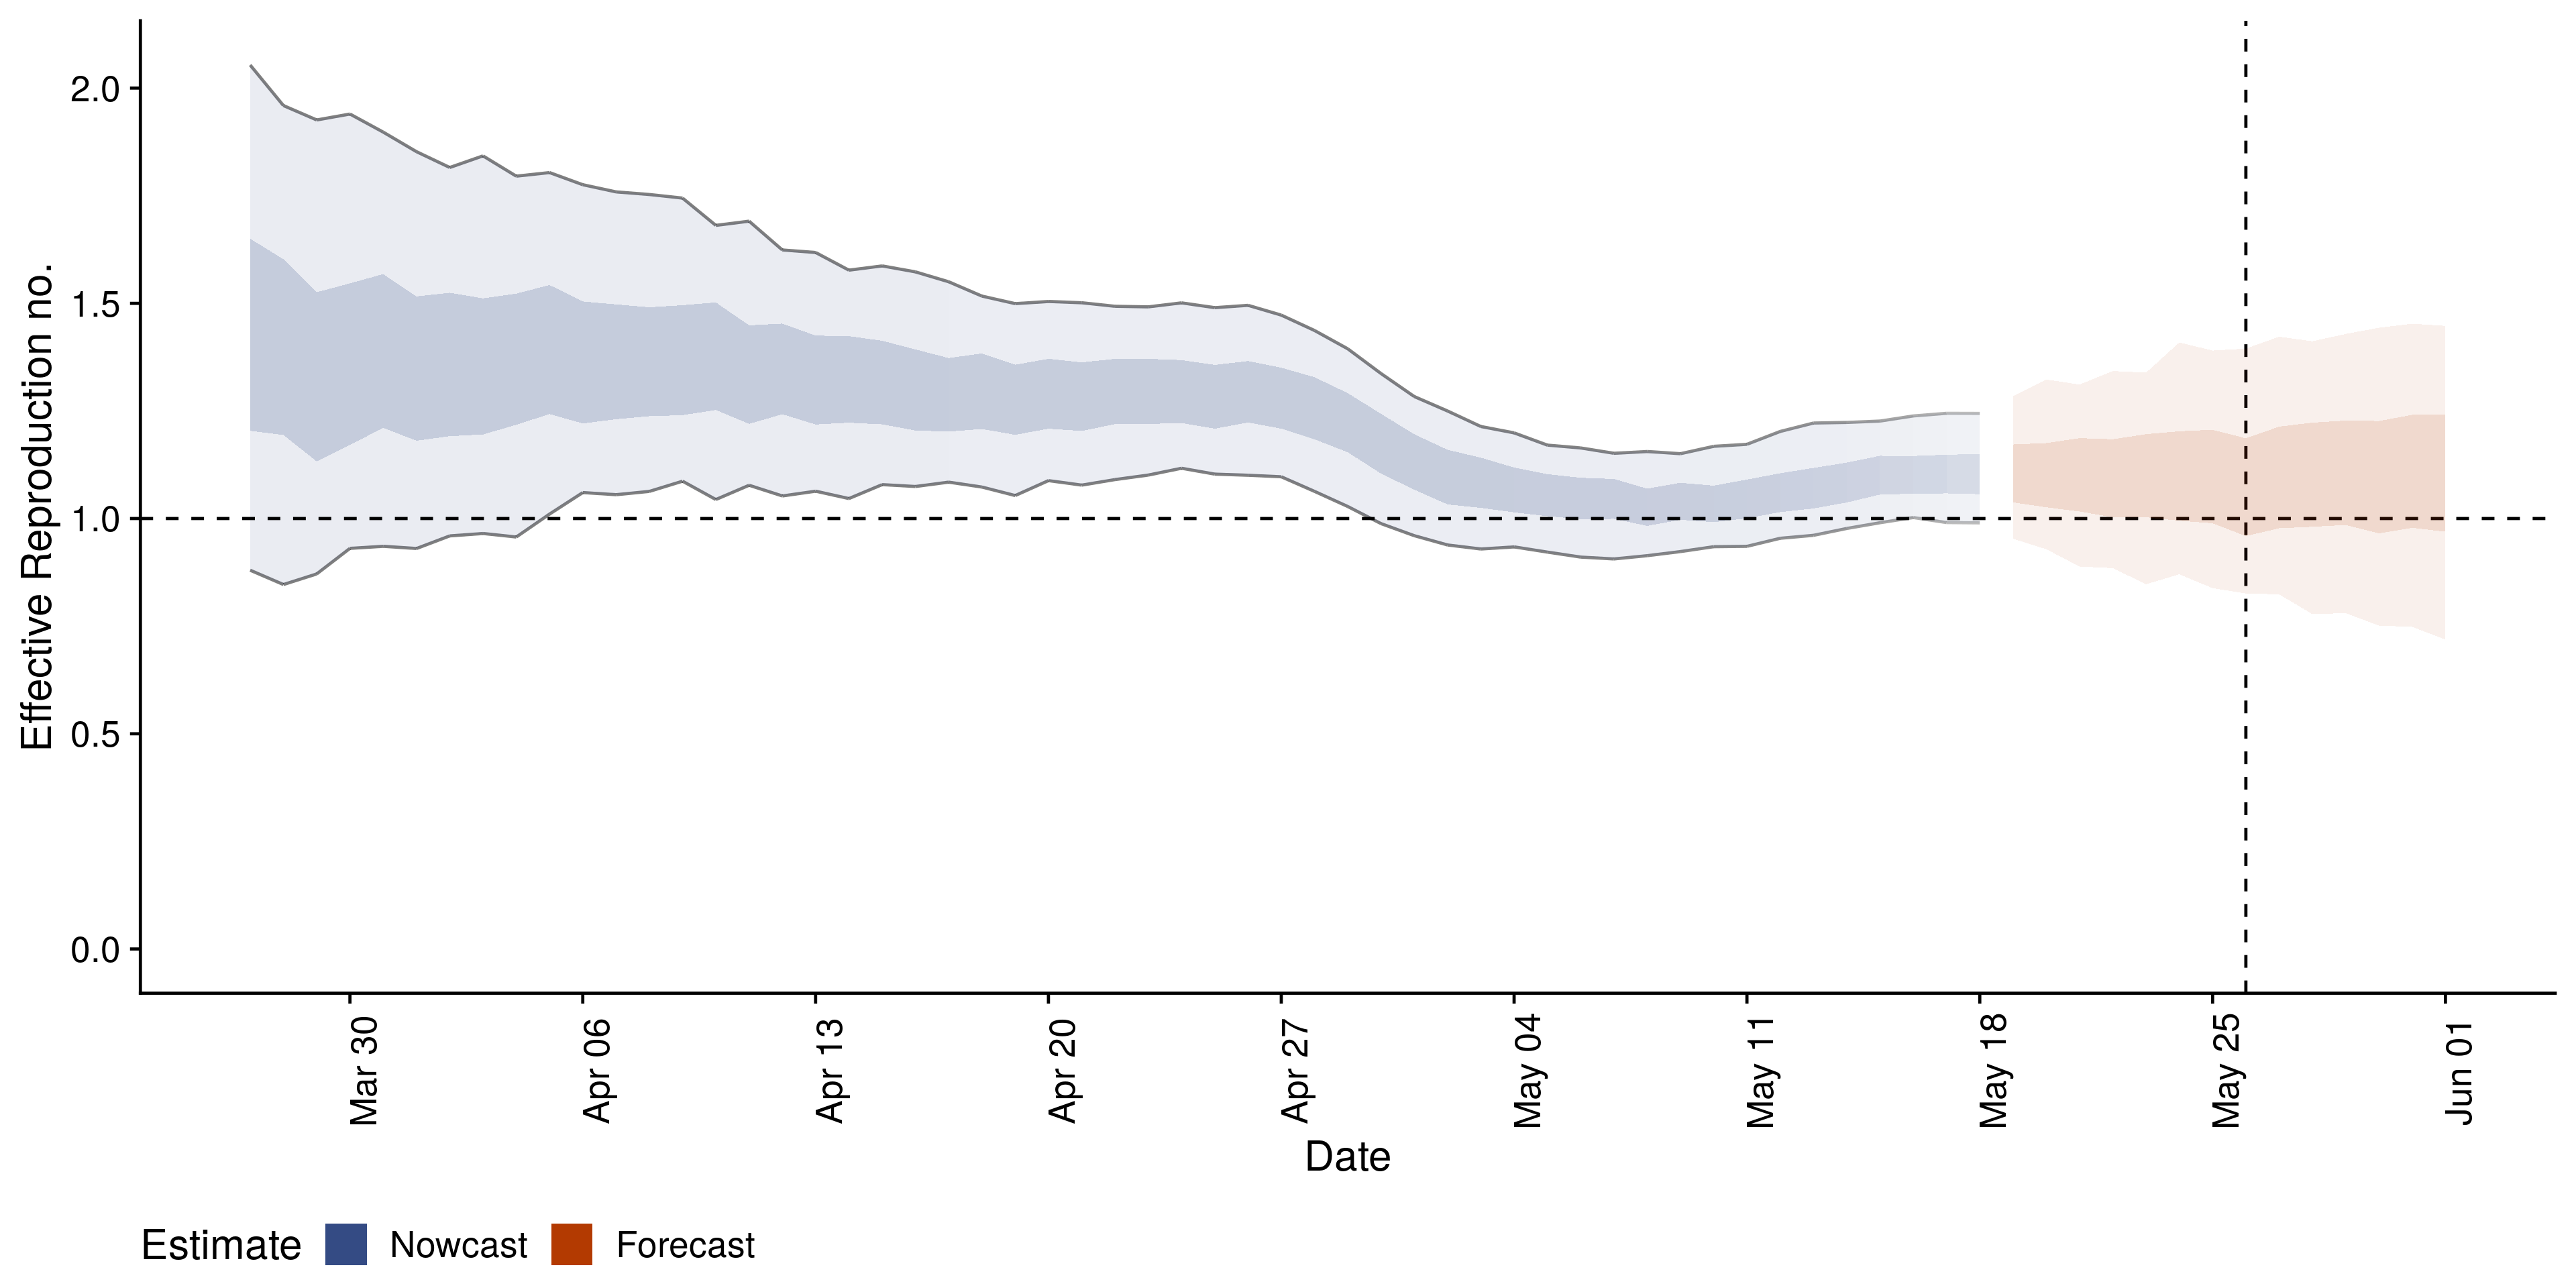 Effective Reproduction no.
2.0
1.5
1.0
0.5
0.0
Mar 30
Apr 06
Apr 13
Apr 20
Apr 27
May 04
May 11
May 18
May 25
Jun 01
Date
Estimate Nowcast Forecast